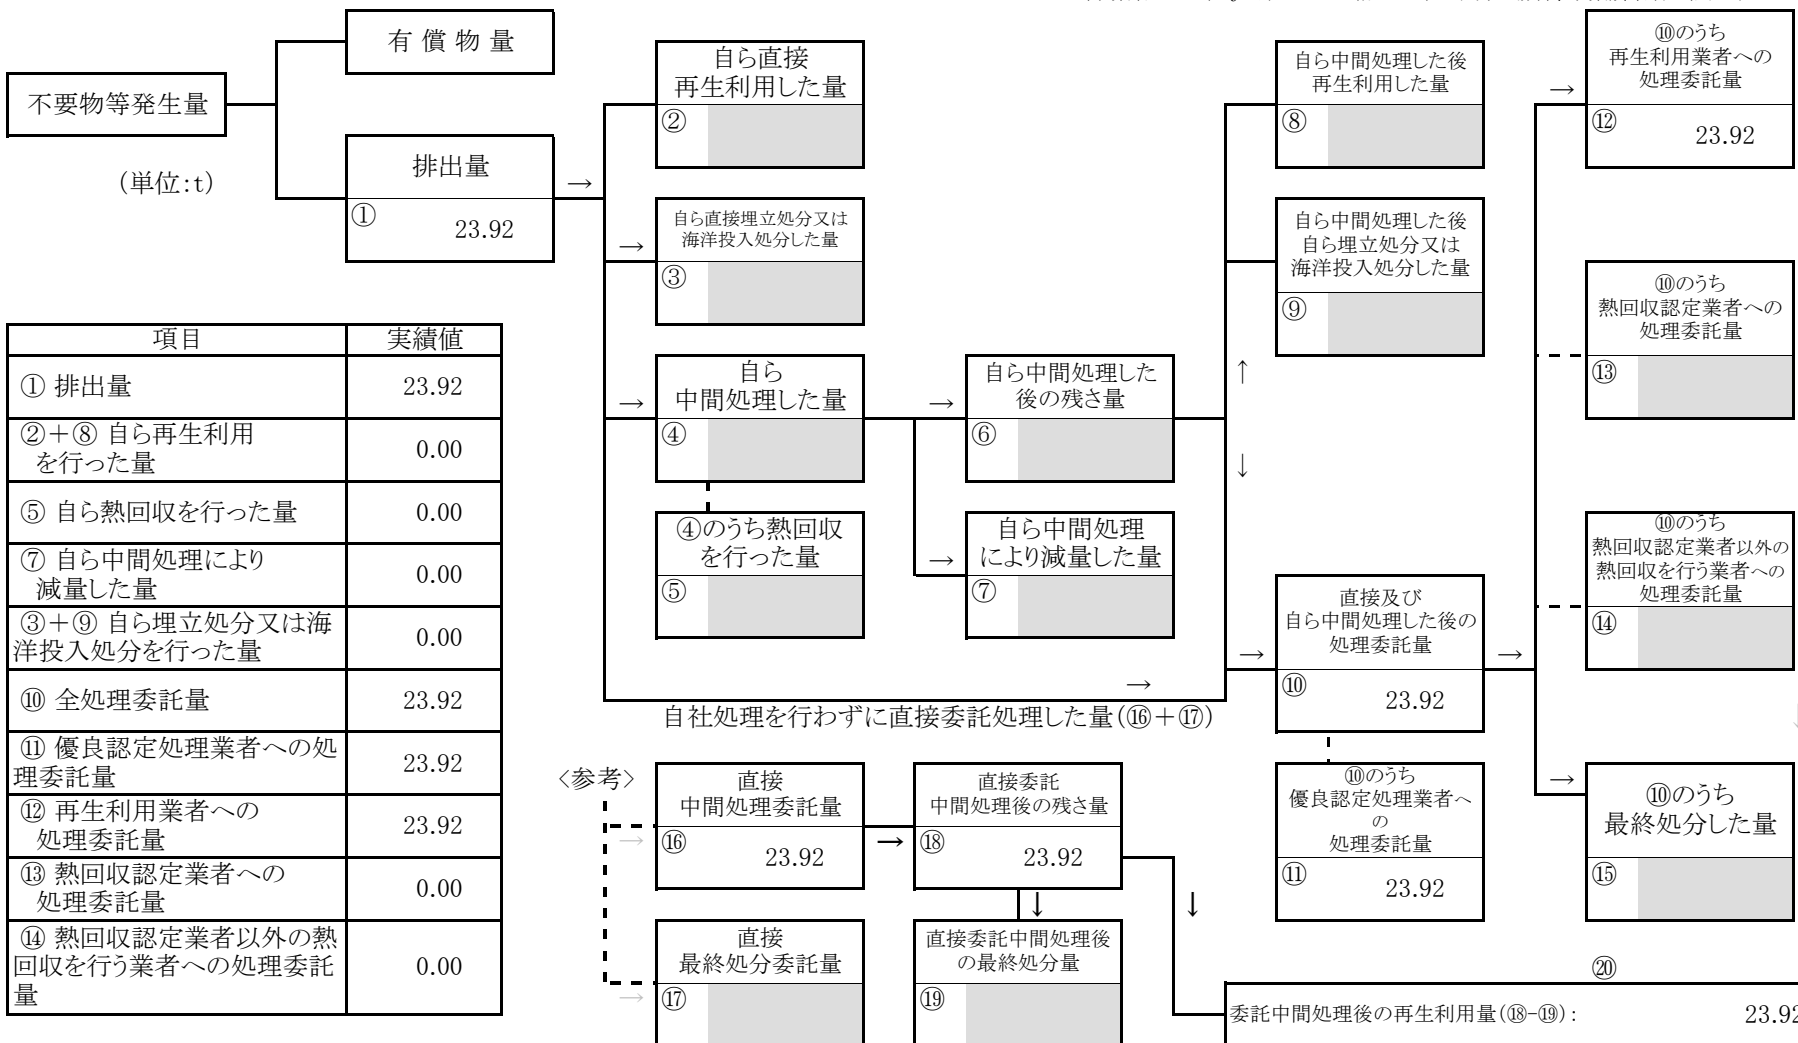 不要物等発生量
(単位:t)
有 償 物 量
排出量
①
23.92
→
自ら直接
再生利用した量
②
自ら直接埋立処分又は
海洋投入処分した量
→
③
自ら
中間処理した量
→
④
④のうち熱回収
を行った量
⑤
自ら中間処理した
後の残さ量
→
⑥
自ら中間処理
により減量した量
→
⑦
自ら中間処理した後
再生利用した量
⑧
自ら中間処理した後
自ら埋立処分又は
海洋投入処分した量
⑨
↑
↓
直接及び
自ら中間処理した後の
処理委託量
→
⑩
23.92
→
⑩のうち
優良認定処理業者へ
の
処理委託量
⑪
23.92
⑩のうち
再生利用業者への
処理委託量
→
⑫
23.92
⑩のうち
熱回収認定業者への
処理委託量
⑬
⑩のうち
熱回収認定業者以外の
熱回収を行う業者への
処理委託量
⑭
⑩のうち
最終処分した量
→
⑮
→
自社処理を行わずに直接委託処理した量(⑯+⑰)
項目 実績値
① 排出量 23.92
②+⑧ 自ら再生利用
を行った量 0.00
⑤ 自ら熱回収を行った量 0.00
⑦ 自ら中間処理により
減量した量 0.00
③+⑨ 自ら埋立処分又は海
洋投入処分を行った量 0.00
⑩ 全処理委託量 23.92
⑪ 優良認定処理業者への処
理委託量 23.92
⑫ 再生利用業者への
処理委託量 23.92
⑬ 熱回収認定業者への
処理委託量 0.00
⑭ 熱回収認定業者以外の熱
回収を行う業者への処理委託
量 0.00
<参考>
直接
中間処理委託量
→
⑯
23.92
→
直接委託
中間処理後の残さ量
⑱
23.92
↓
↓
直接
最終処分委託量
→
⑰
直接委託中間処理後
の最終処分量
⑲
⑳
委託中間処理後の再生利用量(⑱-⑲): 23.92